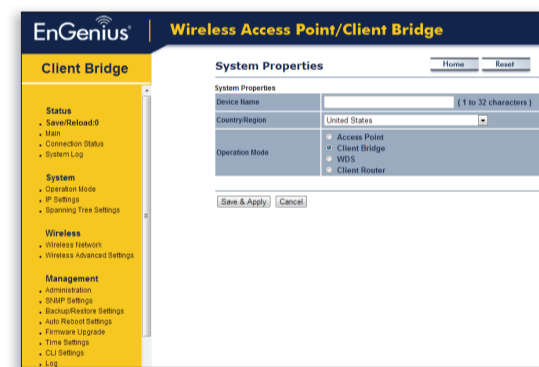 EnGenius®
Wireless Access Point/Client Bridge
Client Bridge
Status
Save/Reload:0
Main
Connection Status
System Log
System
Operation Mode
IP Settings
Spanning Tree Settings
Wireless
Wireless Network
Wireless Advanced Settings
Management
Administration
SNMP Settings
Backup/Restore Settings
Auto Reboot Settings
Firmware Upgrade
Time Settings
CLI Settings
Log
System Properties
Home
Reset
System Properties
Device Name
( 1 to 32 characters )
Country/Region
United States
Operation Mode
Access Point
Client Bridge
WDS
Client Router
Save & Apply
Cancel